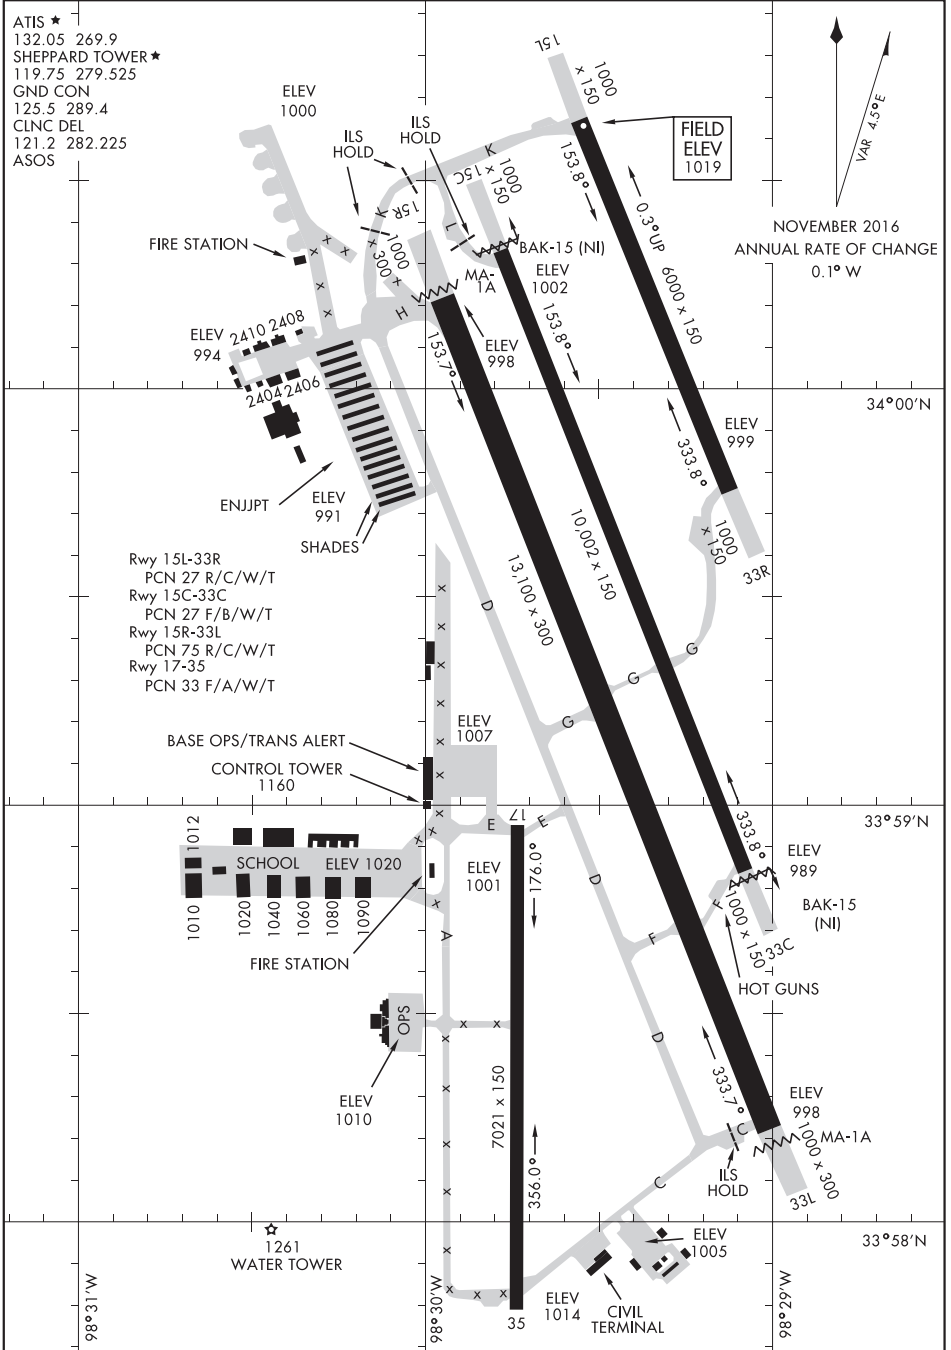 ATIS ★
132.05 269.9
SHEPPARD TOWER ★
119.75 279.525
GND CON
125.5 289.4
CLNC DEL
121.2 282.225
ASOS
ELEV
1000
ILS
HOLD
ILS
HOLD
15L
1000
× 150
FIELD
ELEV
1019
VAR 4.5° E
NOVEMBER 2016
ANNUAL RATE OF CHANGE
0.1° W
K
K
15R
15C
1000
× 150
153.8°
0.3° UP
6000 x 150
FIRE STATION
x
x
x
x
x
x
x
x
1000
× 300
L
BAK-15 (NI)
MA-
1A
ELEV
1002
H
ELEV
998
153.7°
153.8°
ELEV
994
2410 2408
2404 2406
34° 00'N
ELEV
999
333.8°
ENJJPT
ELEV
991
SHADES
1000
× 150
33R
Rwy 15L-33R
PCN 27 R/C/W/T
Rwy 15C-33C
PCN 27 F/B/W/T
Rwy 15R-33L
PCN 75 R/C/W/T
Rwy 17-35
PCN 33 F/A/W/T
13,100 x 300
10,002 x 150
D
G
G
G
x
x
x
x
x
x
x
ELEV
1007
BASE OPS/TRANS ALERT
CONTROL TOWER
1160
33° 59'N
17
E
E
x
x
x
1012
SCHOOL
ELEV 1020
1010
1020
1040
1060
1080
1090
ELEV
1001
176.0°
D
333.8°
ELEV
989
BAK-15
(NI)
F
F
1000 x 150
33C
HOT GUNS
A
FIRE STATION
OPS
x
x
ELEV
1010
7021 x 150
D
x
x
x
x
x
333.7°
ELEV
998
MA-1A
C
1000 x 300
ILS
HOLD
33L
356.0°
C
33° 58'N
1261
WATER TOWER
ELEV
1005
x
x
x
35
ELEV
1014
CIVIL
TERMINAL
98° 31'W
98° 30'W
98° 29'W